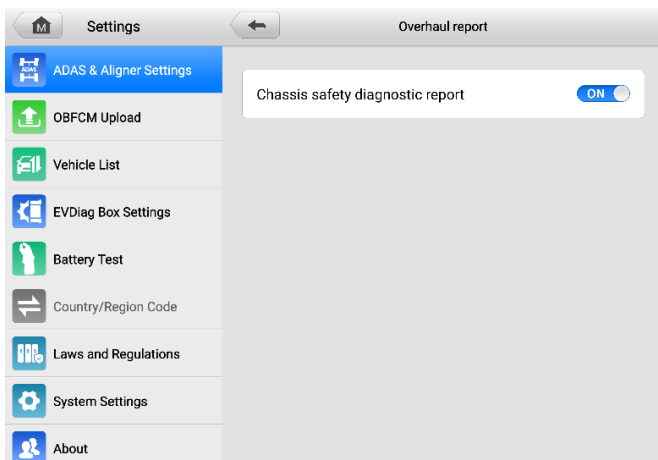 M
Settings
Overhaul report
ADAS
ADAS & Aligner Settings
Chassis safety diagnostic report
ON
OBFCM Upload
Vehicle List
EVDiag Box Settings
Battery Test
Country/Region Code
Laws and Regulations
System Settings
About